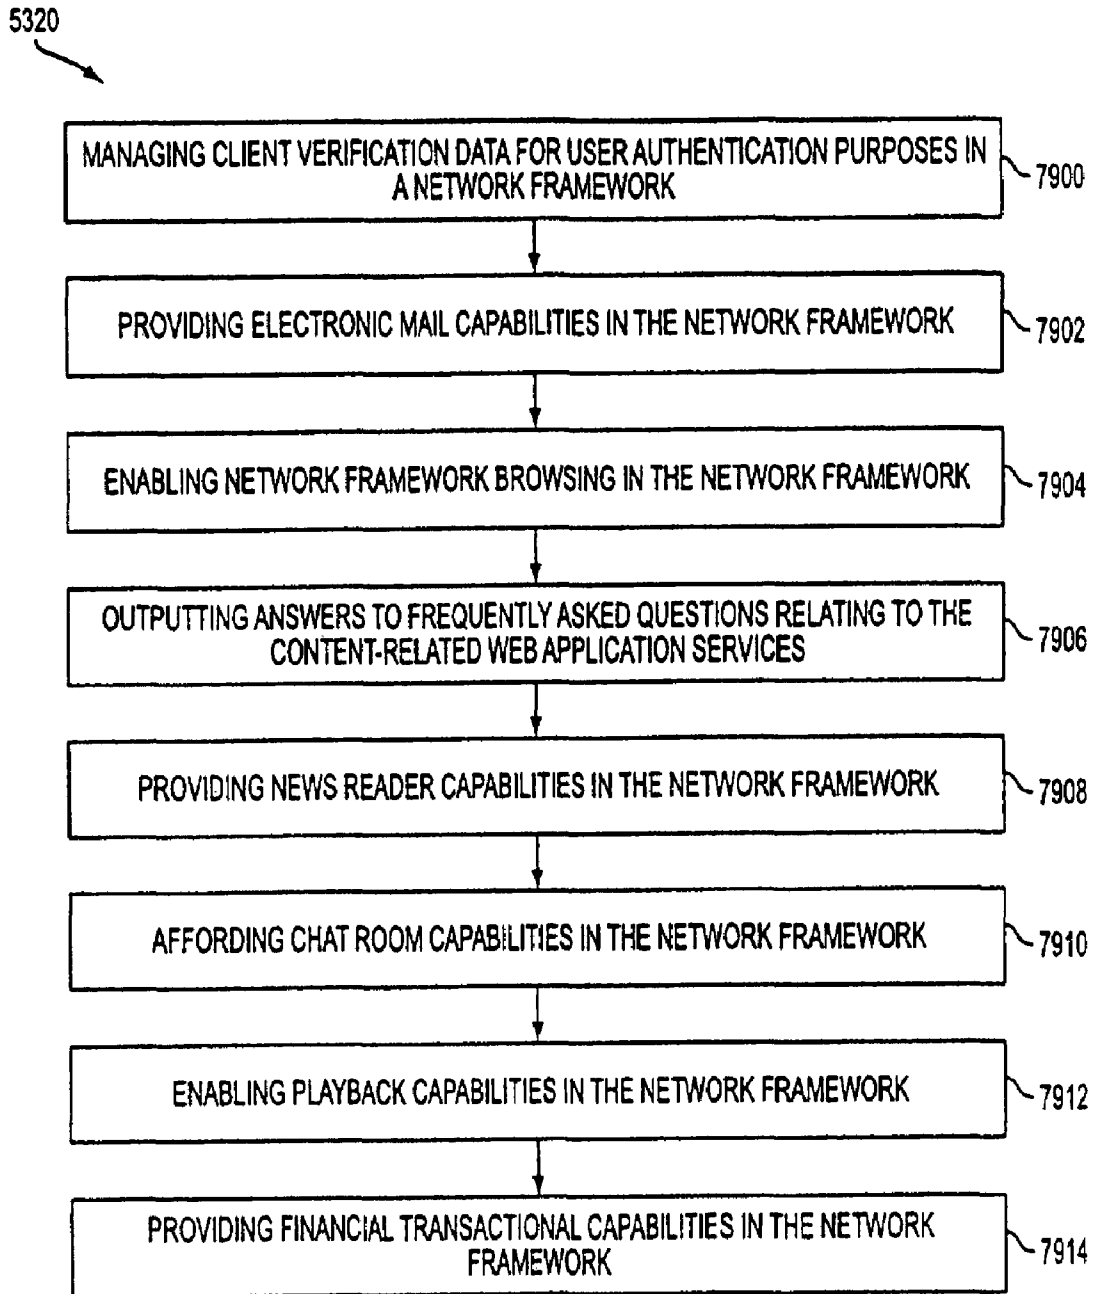 5320
MANAGING CLIENT VERIFICATION DATA FOR USER AUTHENTICATION PURPOSES IN
A NETWORK FRAMEWORK
7900
PROVIDING ELECTRONIC MAIL CAPABILITIES IN THE NETWORK FRAMEWORK
7902
ENABLING NETWORK FRAMEWORK BROWSING IN THE NETWORK FRAMEWORK
7904
OUTPUTTING ANSWERS TO FREQUENTLY ASKED QUESTIONS RELATING TO THE
CONTENT-RELATED WEB APPLICATION SERVICES
7906
PROVIDING NEWS READER CAPABILITIES IN THE NETWORK FRAMEWORK
7908
AFFORDING CHAT ROOM CAPABILITIES IN THE NETWORK FRAMEWORK
7910
ENABLING PLAYBACK CAPABILITIES IN THE NETWORK FRAMEWORK
7912
PROVIDING FINANCIAL TRANSACTIONAL CAPABILITIES IN THE NETWORK
FRAMEWORK
7914